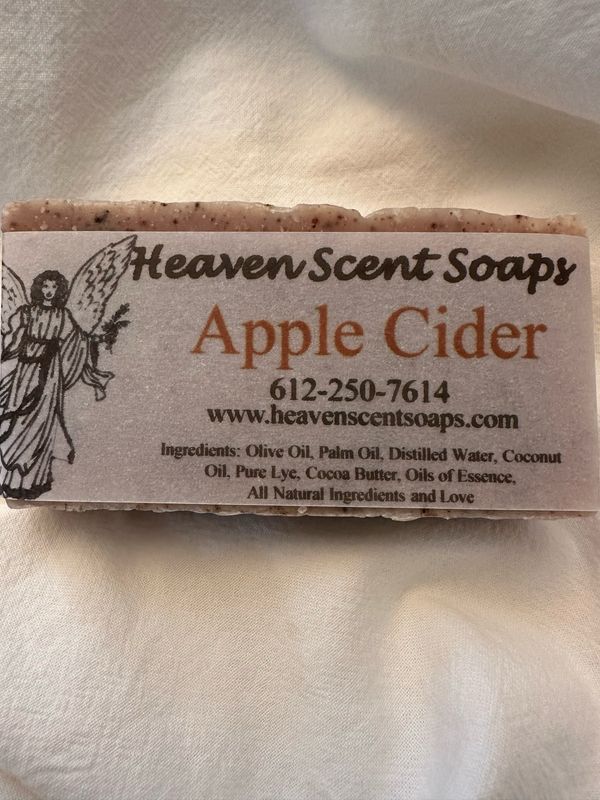 Heaven Scent Soaps
Apple Cider
612-250-7614
www.heavenscentsoaps.com
Ingredients: Olive Oil, Palm Oil, Distilled Water, Coconut
Oil, Pure Lye, Cocoa Butter, Oils of Essence,
All Natural Ingredients and Love